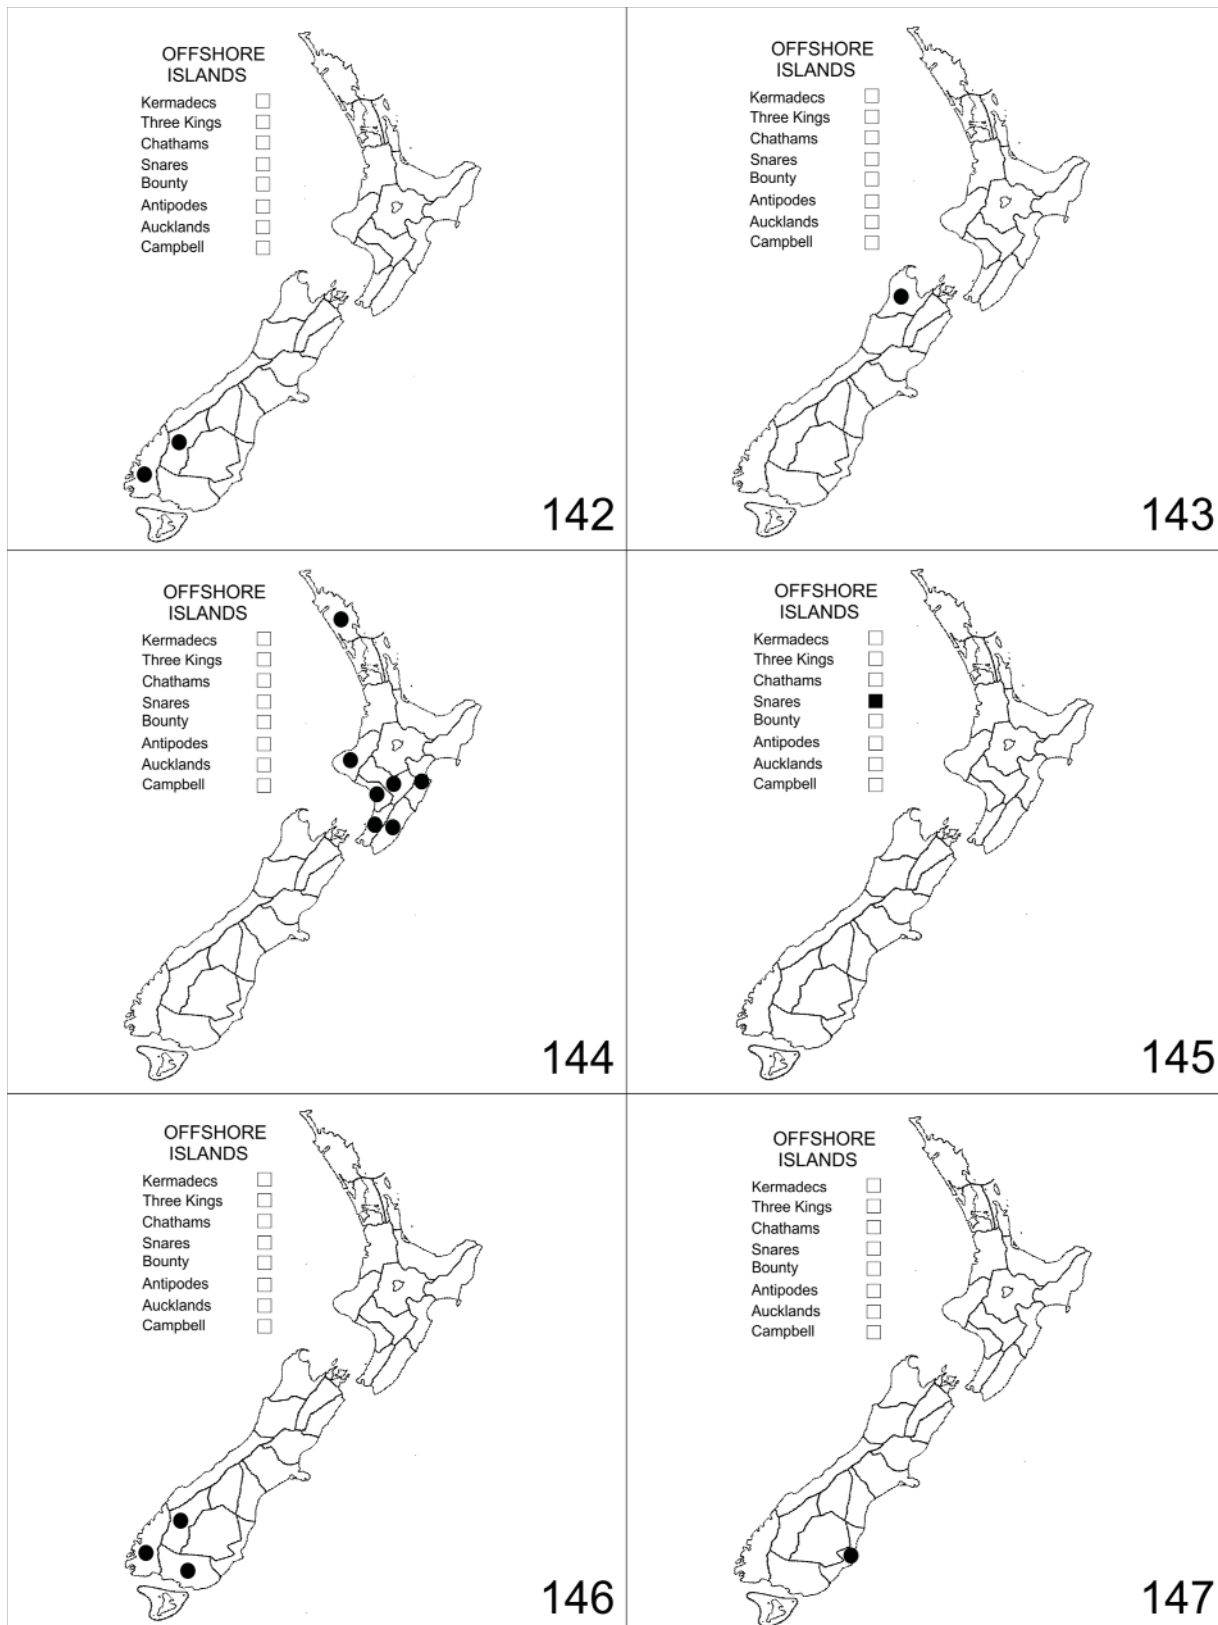 OFFSHORE
ISLANDS
Kermadecs
Three Kings
Chathams
Snares
Bounty
Antipodes
Aucklands
Campbell
142
OFFSHORE
ISLANDS
Kermadecs
Three Kings
Chathams
Snares
Bounty
Antipodes
Aucklands
Campbell
143
OFFSHORE
ISLANDS
Kermadecs
Three Kings
Chathams
Snares
Bounty
Antipodes
Aucklands
Campbell
144
OFFSHORE
ISLANDS
Kermadecs
Three Kings
Chathams
Snares
Bounty
Antipodes
Aucklands
Campbell
145
OFFSHORE
ISLANDS
Kermadecs
Three Kings
Chathams
Snares
Bounty
Antipodes
Aucklands
Campbell
146
OFFSHORE
ISLANDS
Kermadecs
Three Kings
Chathams
Snares
Bounty
Antipodes
Aucklands
Campbell
147